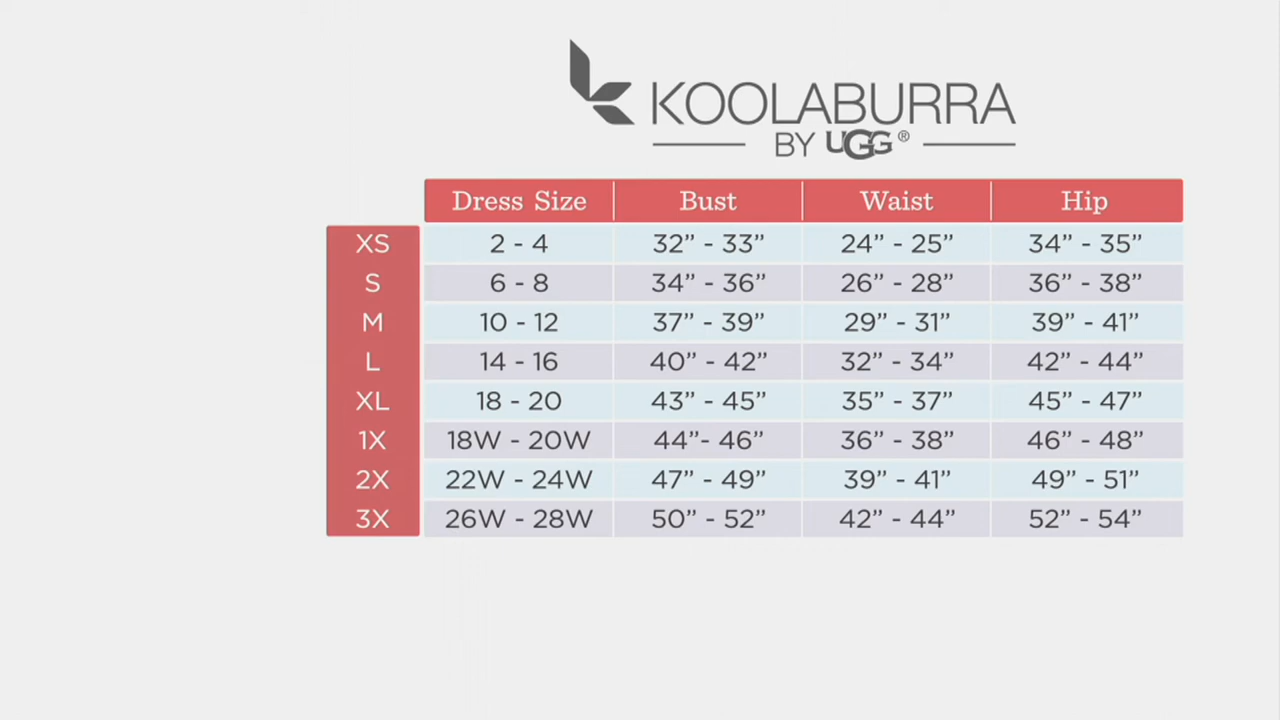 KOOLABURRA
BY UGG®
Dress Size Bust Waist Hip
XS 2 - 4 32” - 33” 24” - 25” 34” - 35”
S 6 - 8 34” - 36” 26” - 28” 36” - 38”
M 10 - 12 37” - 39” 29” - 31” 39” - 41”
L 14 - 16 40” - 42” 32” - 34” 42” - 44”
XL 18 - 20 43” - 45” 35” - 37” 45” - 47”
1X 18W - 20W 44”- 46” 36” - 38” 46” - 48”
2X 22W - 24W 47” - 49” 39” - 41” 49” - 51”
3X 26W - 28W 50” - 52” 42” - 44” 52” - 54”